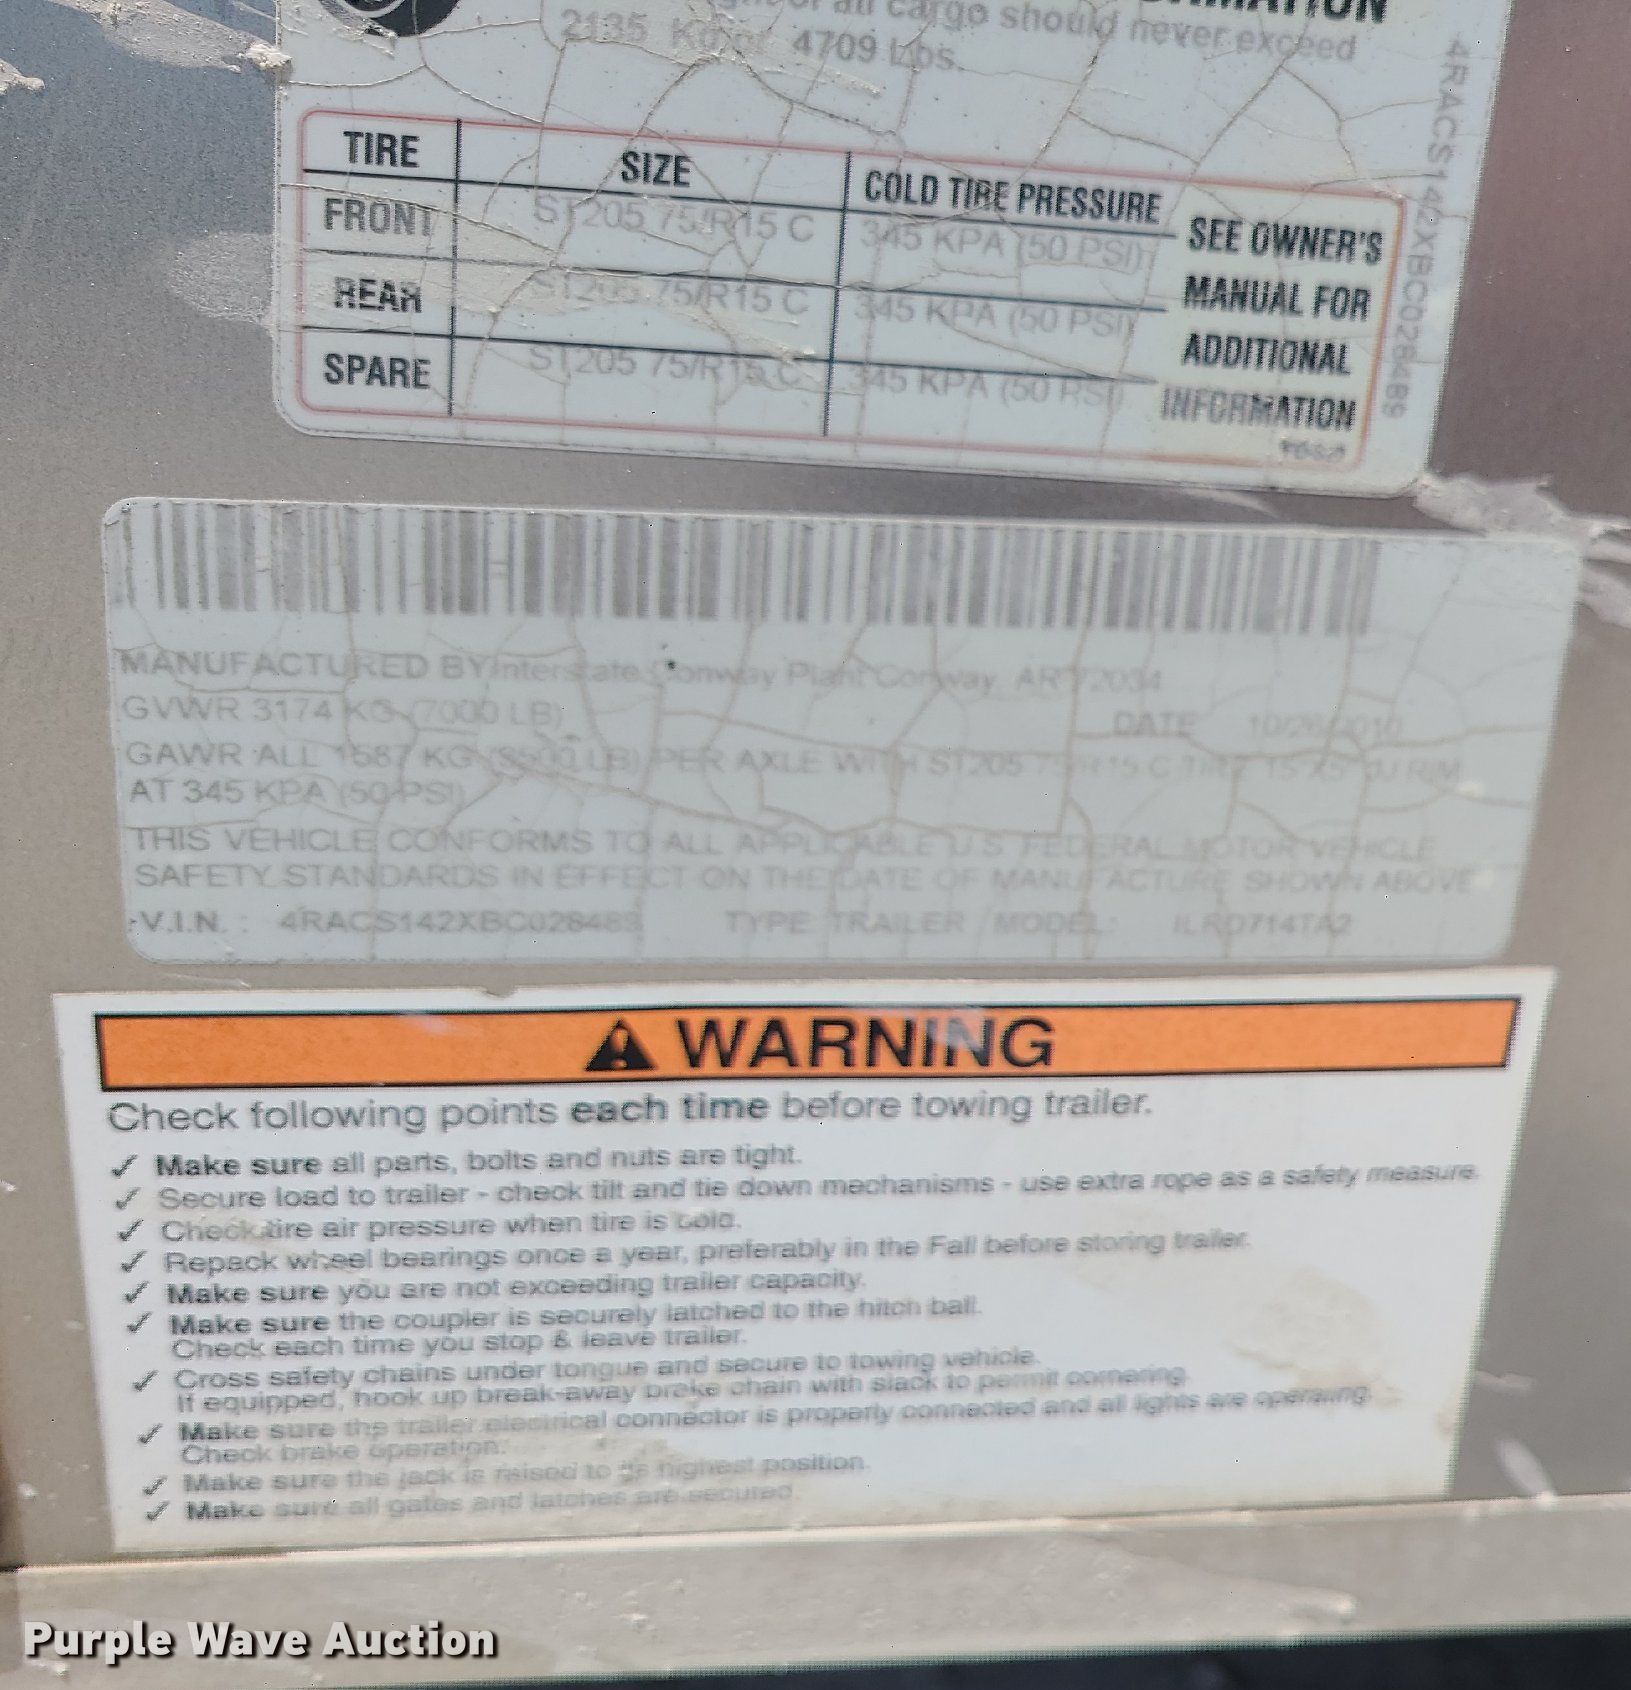 RMATION
of all cargo should never exceed
2135 Kg or 4709 Lbs.
TIRE SIZE COLD TIRE PRESSURE
FRONT ST205 75/R15 C 345 KPA (50 PSI)
REAR ST205 75/R15 C 345 KPA (50 PSI)
SPARE ST205 75/R15 C 345 KPA (50 PSI)
SEE OWNER'S
MANUAL FOR
ADDITIONAL
INFORMATION
4RACS142XBC028489
MANUFACTURED BY Interstate Conway Plant Conway, AR 72034
GVWR 3174 KG (7000 LB) DATE 10/26/2010
GAWR ALL 1587 KG (3500 LB) PER AXLE WITH ST205 75/R15 C TIRE 15 X5 JJ RIM
AT 345 KPA (50 PSI)
THIS VEHICLE CONFORMS TO ALL APPLICABLE U.S. FEDERAL MOTOR VEHICLE
SAFETY STANDARDS IN EFFECT ON THE DATE OF MANUFACTURE SHOWN ABOVE
V.I.N. : 4RACS142XBC028489 TYPE TRAILER / MODEL: ILRD714TA2
WARNING
Check following points each time before towing trailer.
✓ Make sure all parts, bolts and nuts are tight.
✓ Secure load to trailer - check tilt and tie down mechanisms - use extra rope as a safety measure.
✓ Check tire air pressure when tire is cold.
✓ Repack wheel bearings once a year, preferably in the Fall before storing trailer.
✓ Make sure you are not exceeding trailer capacity.
✓ Make sure the coupler is securely latched to the hitch ball.
Check each time you stop & leave trailer.
✓ Cross safety chains under tongue and secure to towing vehicle.
If equipped, hook up break-away brake chain with slack to permit cornering.
✓ Make sure the trailer electrical connector is properly connected and all lights are operating.
Check brake operation.
✓ Make sure the jack is raised to its highest position.
✓ Make sure all gates and latches are secured.
Purple Wave Auction